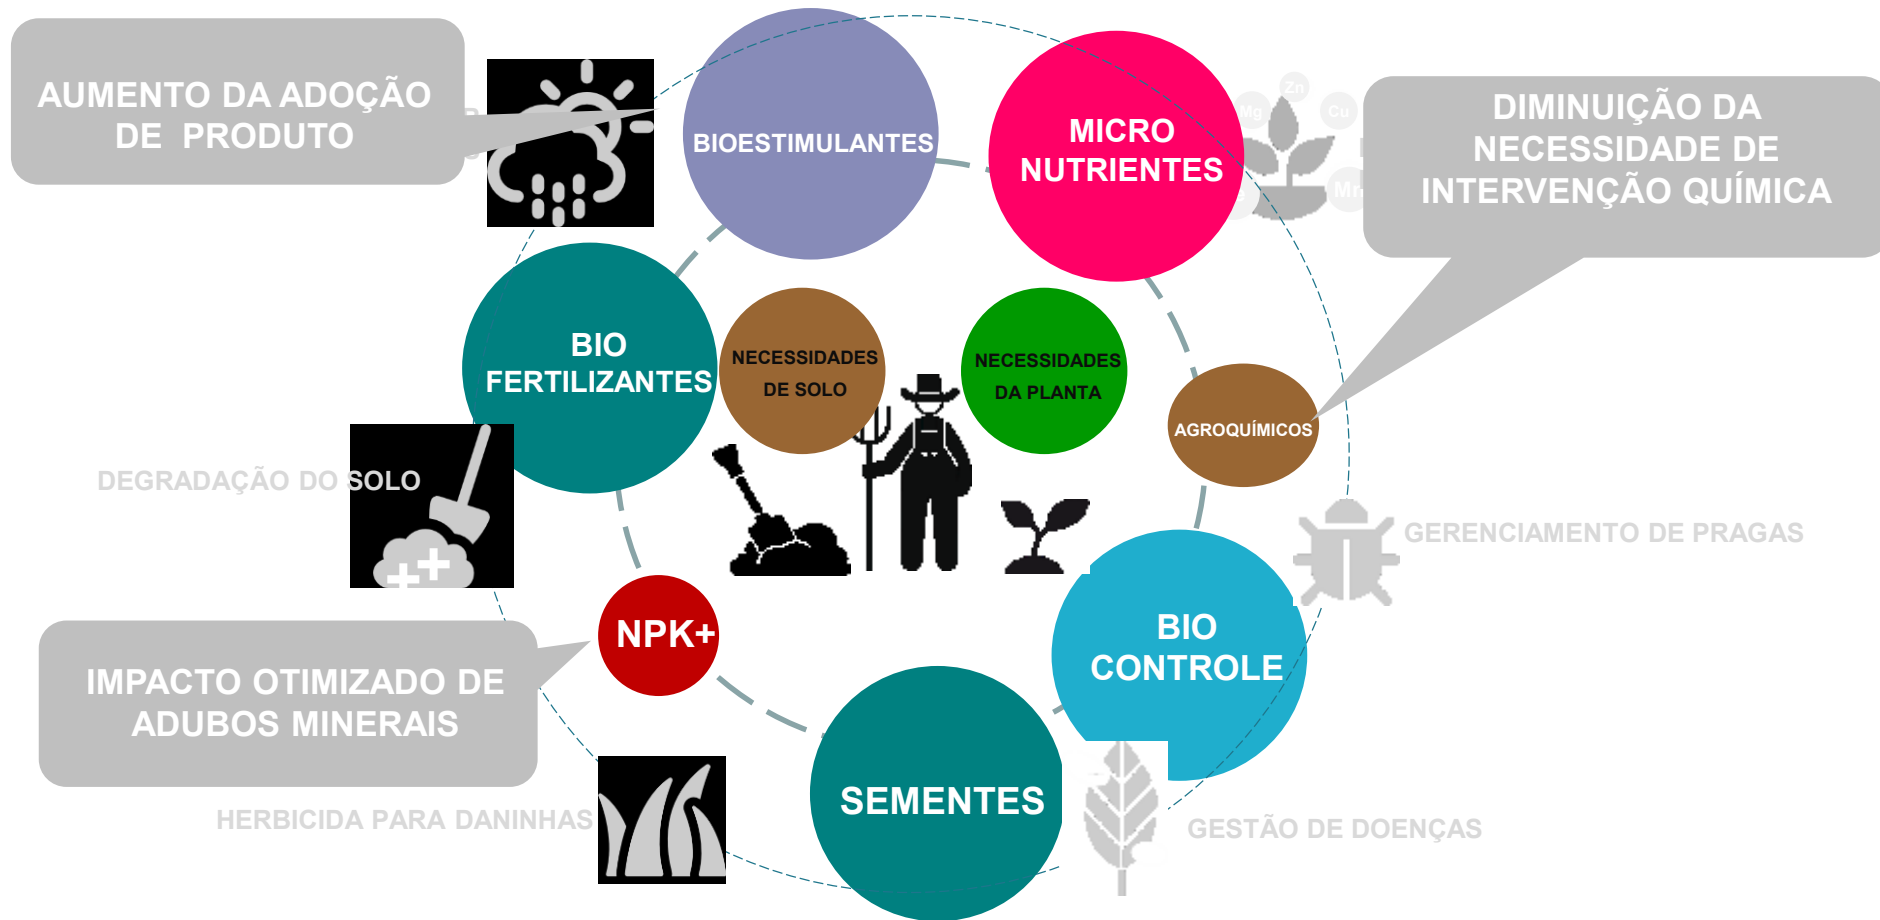 AUMENTO DA ADOÇÃO
DE PRODUTO
BIOESTIMULANTES
MICRO
NUTRIENTES
Mg
Zn
Cu
Mn
DIMINUIÇÃO DA
NECESSIDADE DE
INTERVENÇÃO QUÍMICA
BIO
FERTILIZANTES
NECESSIDADES
DE SOLO
NECESSIDADES
DA PLANTA
AGROQUÍMICOS
DEGRADAÇÃO DO SOLO
GERENCIAMENTO DE PRAGAS
NPK+
BIO
CONTROLE
IMPACTO OTIMIZADO DE
ADUBOS MINERAIS
SEMENTES
HERBICIDA PARA DANINHAS
GESTÃO DE DOENÇAS